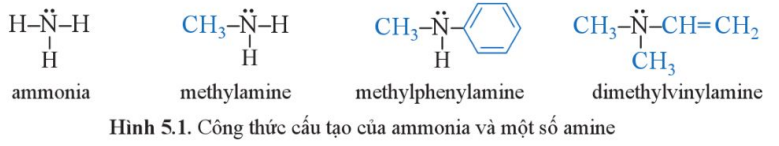 H–N̈–H
H
CH₃–N̈–H
H
CH₃–N̈–
H
CH₃–N̈–CH=CH₂
CH₃
ammonia
methylamine
methylphenylamine
dimethylvinylamine
Hình 5.1. Công thức cấu tạo của ammonia và một số amine